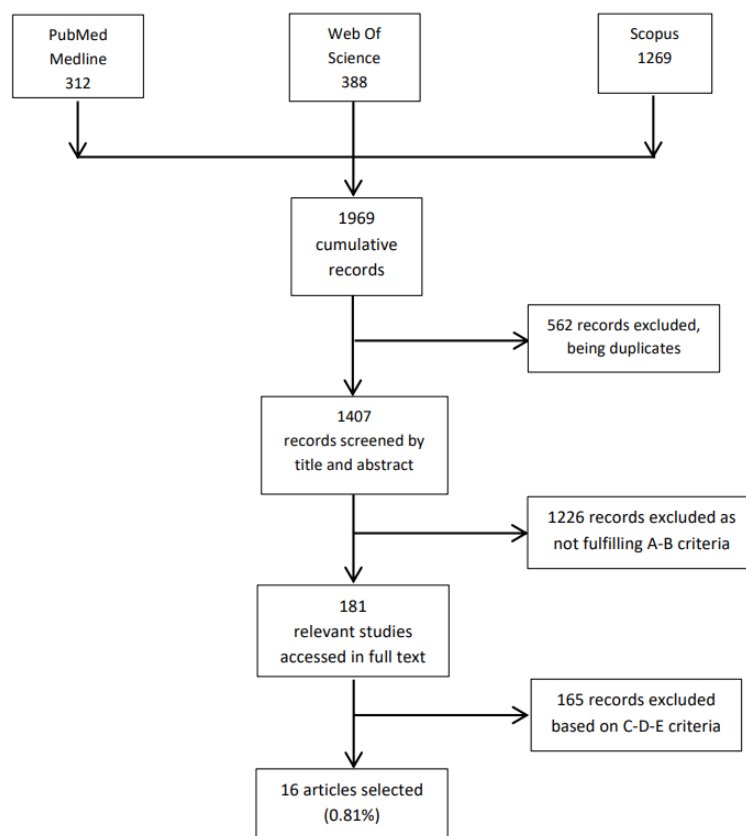 PubMed
Medline
312
Web Of
Science
388
Scopus
1269
1969
cumulative
records
562 records excluded,
being duplicates
1407
records screened by
title and abstract
1226 records excluded as
not fulfilling A-B criteria
181
relevant studies
accessed in full text
165 records excluded
based on C-D-E criteria
16 articles selected
(0.81%)